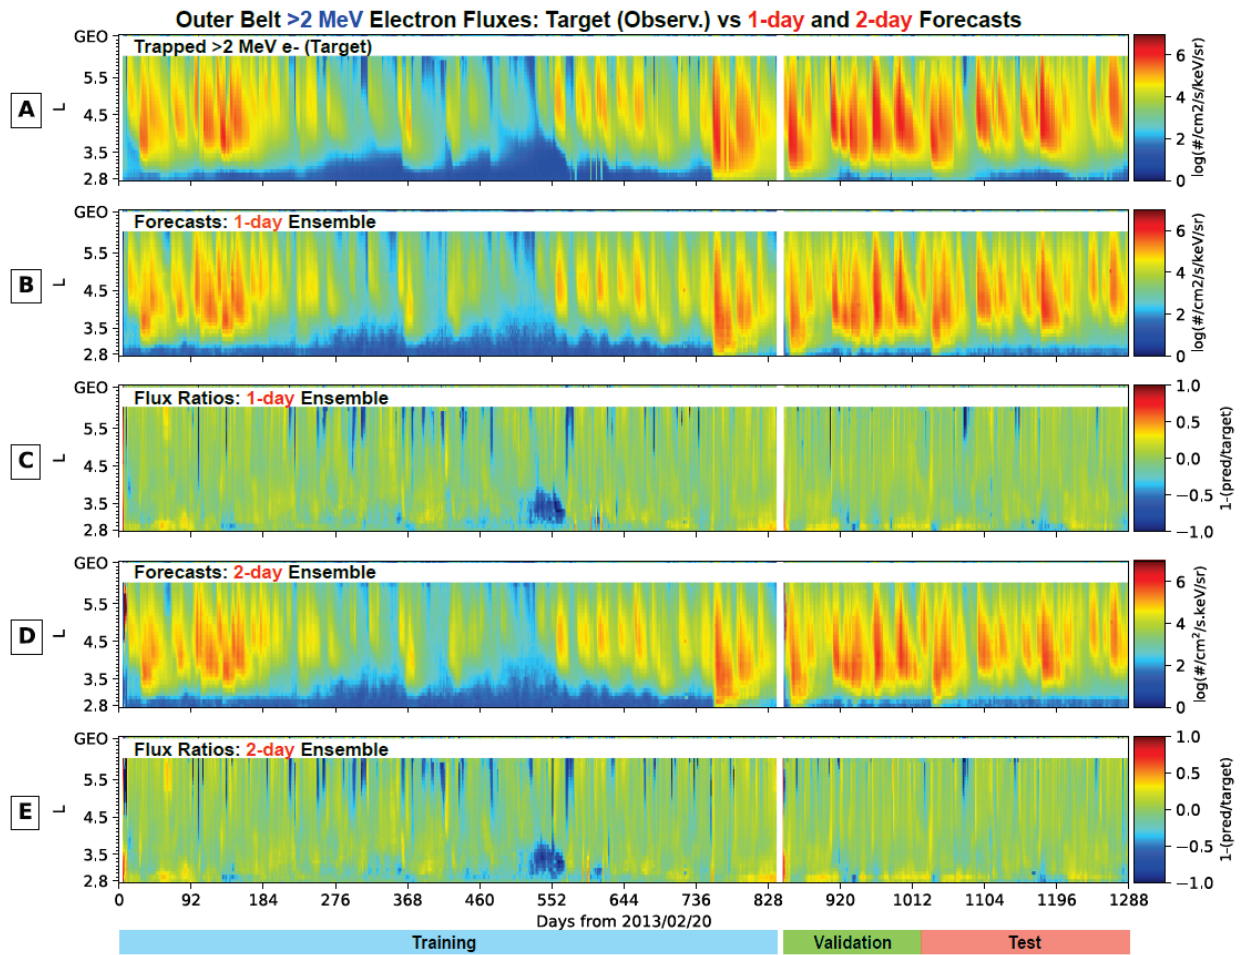 Outer Belt >2 MeV Electron Fluxes: Target (Observ.) vs 1-day and 2-day Forecasts
A
Trapped >2 MeV e- (Target)
GEO
5.5
4.5
3.5
2.8
L
6
4
2
0
log(#/cm2/s/keV/sr)
B
Forecasts: 1-day Ensemble
GEO
5.5
4.5
3.5
2.8
L
6
4
2
0
log(#/cm2/s/keV/sr)
C
Flux Ratios: 1-day Ensemble
GEO
5.5
4.5
3.5
2.8
L
1.0
0.5
0.0
−0.5
−1.0
1-(pred/target)
D
Forecasts: 2-day Ensemble
GEO
5.5
4.5
3.5
2.8
L
6
4
2
0
log(#/cm²/s.keV/sr)
E
Flux Ratios: 2-day Ensemble
GEO
5.5
4.5
3.5
2.8
L
1.0
0.5
0.0
−0.5
−1.0
1-(pred/target)
0 92 184 276 368 460 552 644 736 828 920 1012 1104 1196 1288
Days from 2013/02/20
Training Validation Test